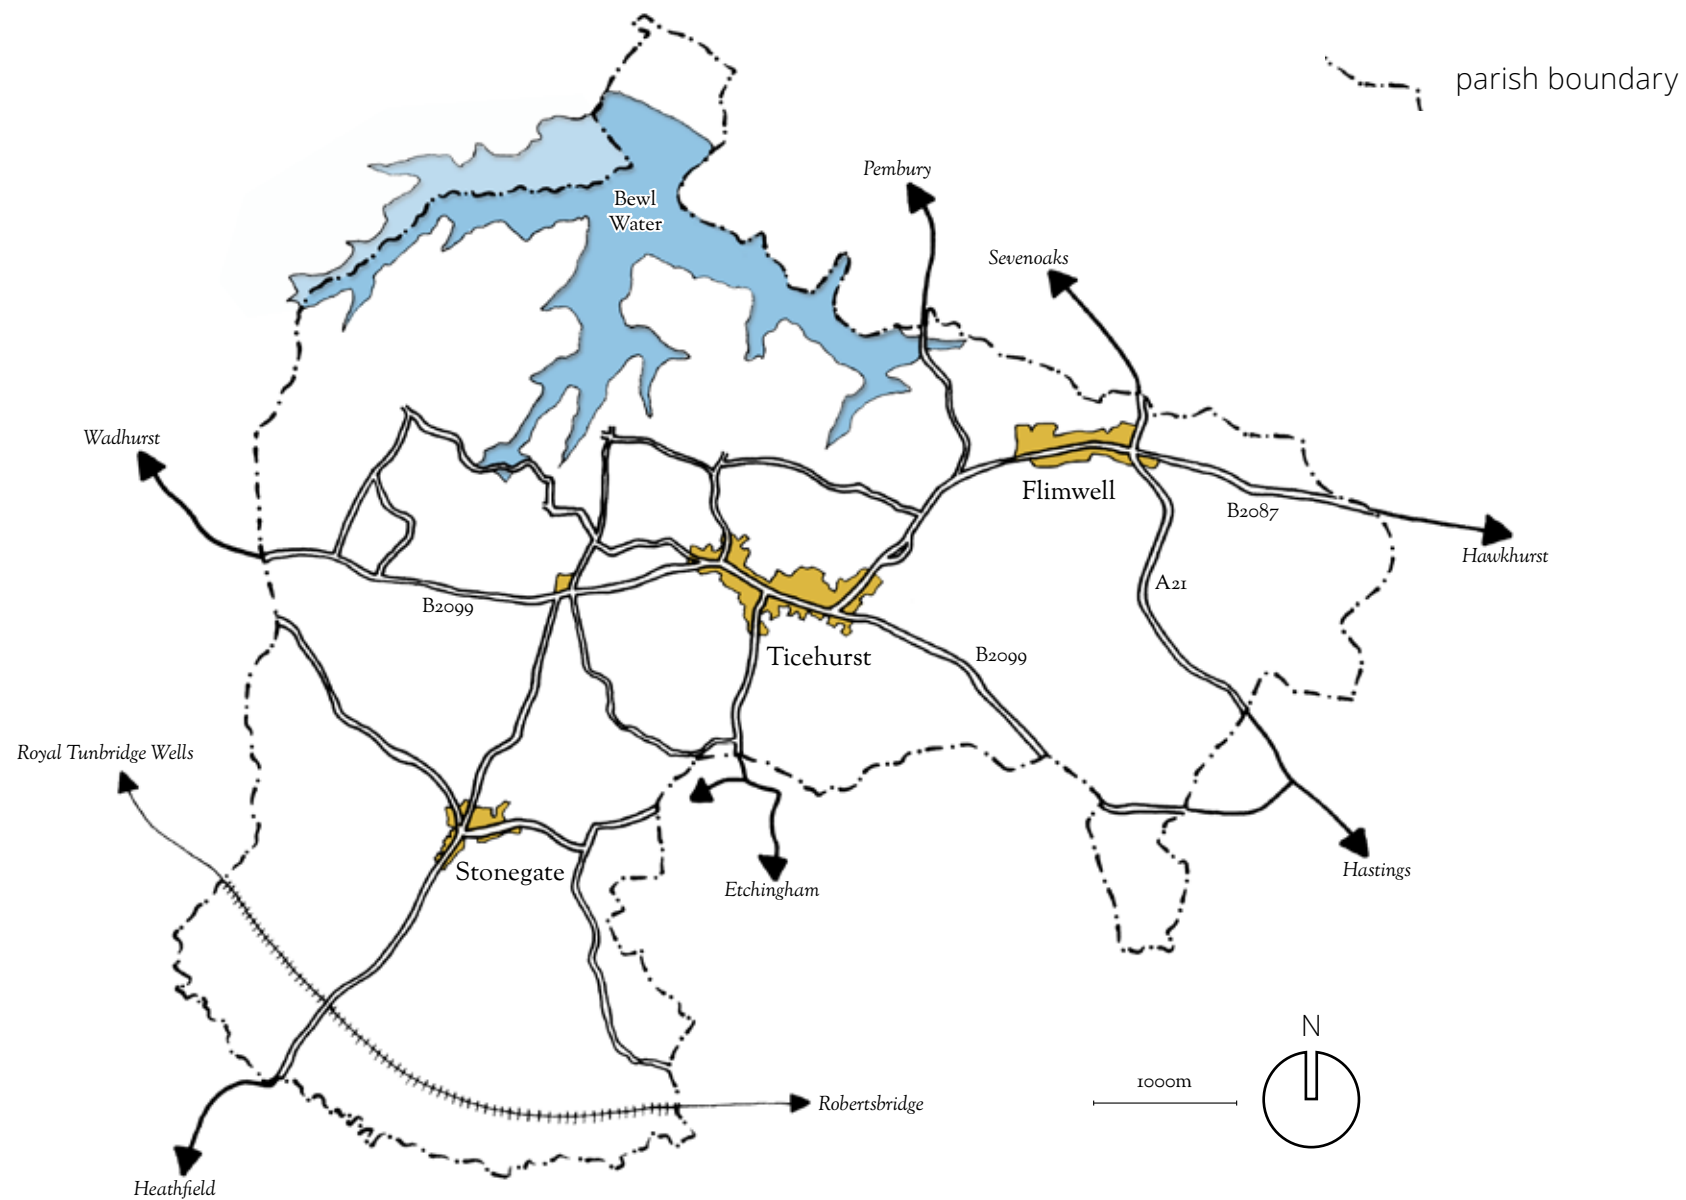 parish boundary
Pembury
Bewl
Water
Sevenoaks
Wadhurst
Flimwell
B2087
Hawkhurst
A21
B2099
Ticehurst
B2099
Royal Tunbridge Wells
Stonegate
Etchingham
Hastings
N
1000m
Robertsbridge
Heathfield